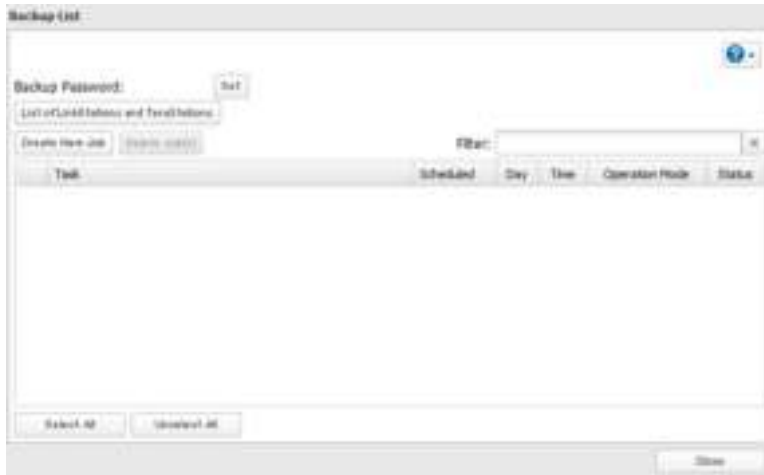 Backup List
Backup Password: Set
List of LinkStations and TeraStations
Create New Job Delete Job(s) Filter:
Task Scheduled Day Time Operation Mode Status
Select All Unselect All
Close